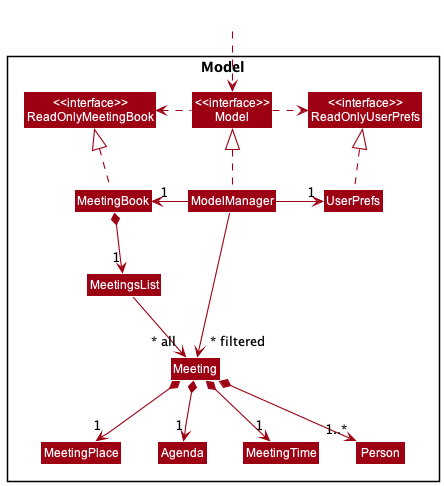 Model
<<interface>>
ReadOnlyMeetingBook
<<interface>>
Model
<<interface>>
ReadOnlyUserPrefs
MeetingBook
1
ModelManager
1
UserPrefs
1
MeetingsList
* all
* filtered
Meeting
1
1
1
1..*
MeetingPlace
Agenda
MeetingTime
Person